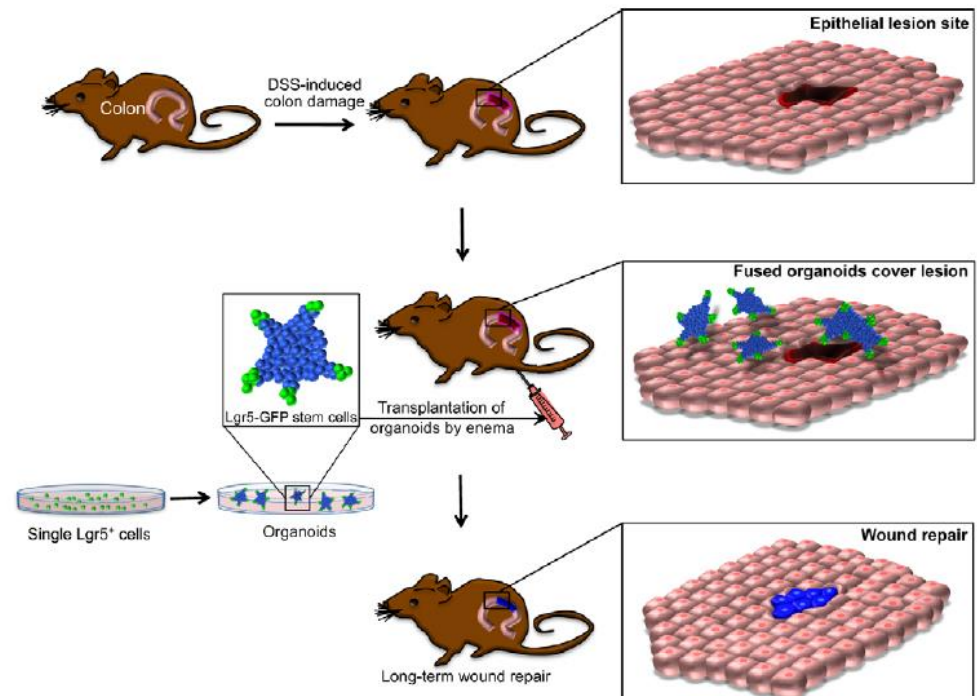 Epithelial lesion site
Colon
DSS-induced
colon damage
Fused organoids cover lesion
Lgr5-GFP stem cells
Transplantation of
organoids by enema
Single Lgr5⁺ cells
Organoids
Wound repair
Long-term wound repair